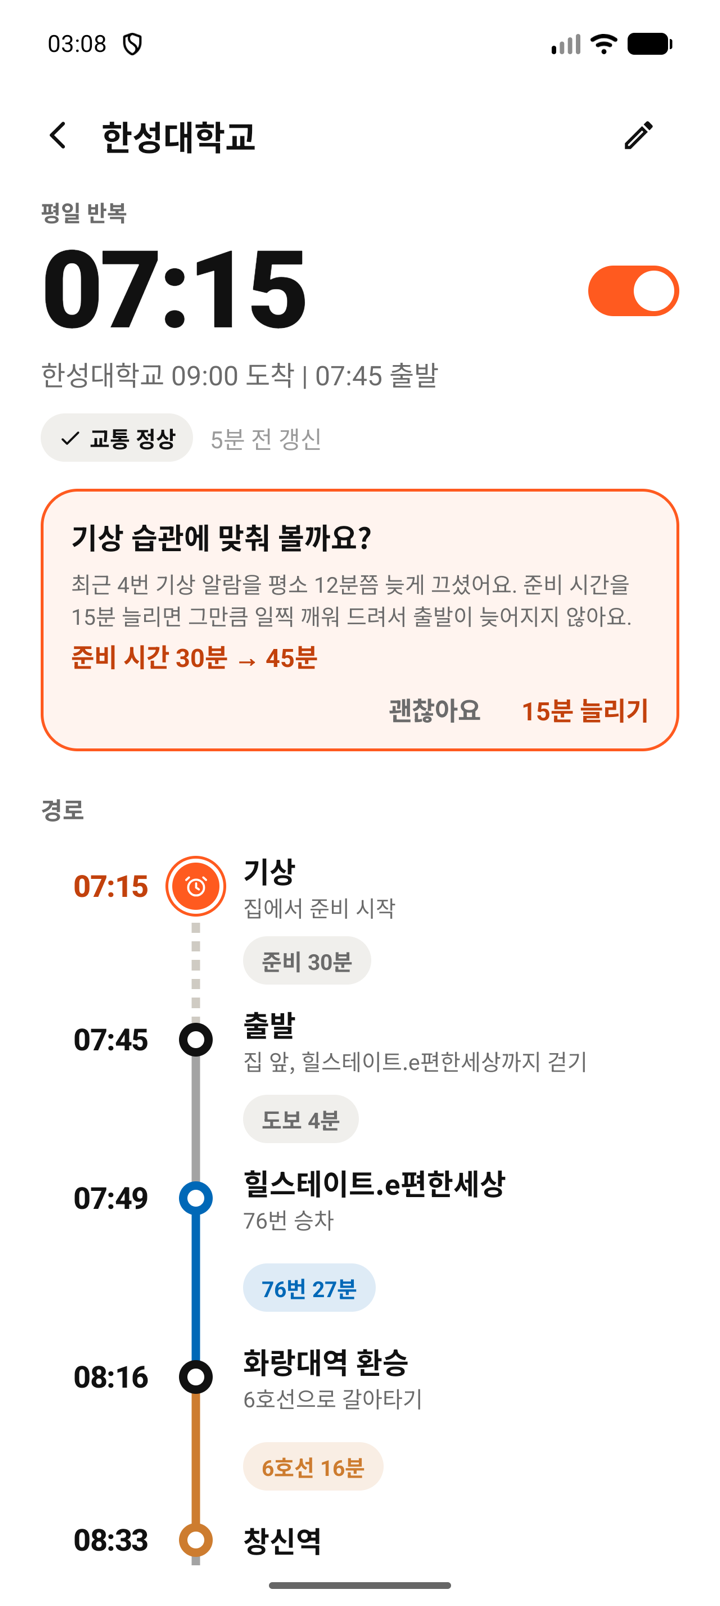 03:08
한성대학교
평일 반복
07:15
한성대학교 09:00 도착 | 07:45 출발
교통 정상
5분 전 갱신
기상 습관에 맞춰 볼까요?
최근 4번 기상 알람을 평소 12분쯤 늦게 끄셨어요. 준비 시간을
15분 늘리면 그만큼 일찍 깨워 드려서 출발이 늦어지지 않아요.
준비 시간 30분 → 45분
괜찮아요
15분 늘리기
경로
07:15
기상
집에서 준비 시작
준비 30분
07:45
출발
집 앞, 힐스테이트.e편한세상까지 걷기
도보 4분
07:49
힐스테이트.e편한세상
76번 승차
76번 27분
08:16
화랑대역 환승
6호선으로 갈아타기
6호선 16분
08:33
창신역